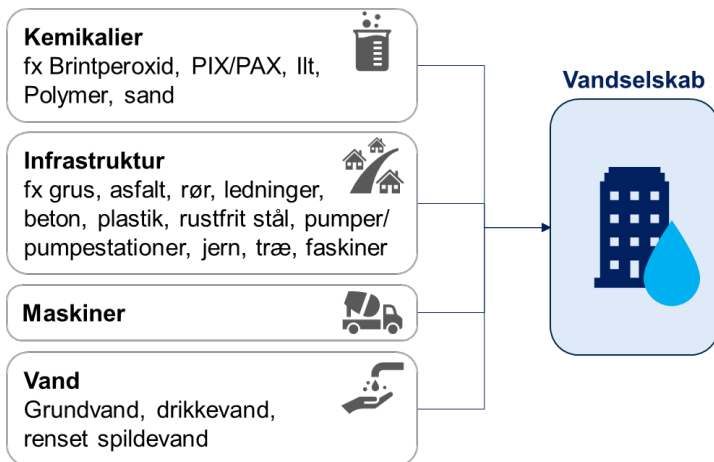 Kemikalier
fx Brintperoxid, PIX/PAX, Ilt,
Polymer, sand
Infrastruktur
fx grus, asfalt, rør, ledninger,
beton, plastik, rustfrit stål, pumper/
pumpestationer, jern, træ, faskiner
Maskiner
Vand
Grundvand, drikkevand,
renset spildevand
Vandselskab